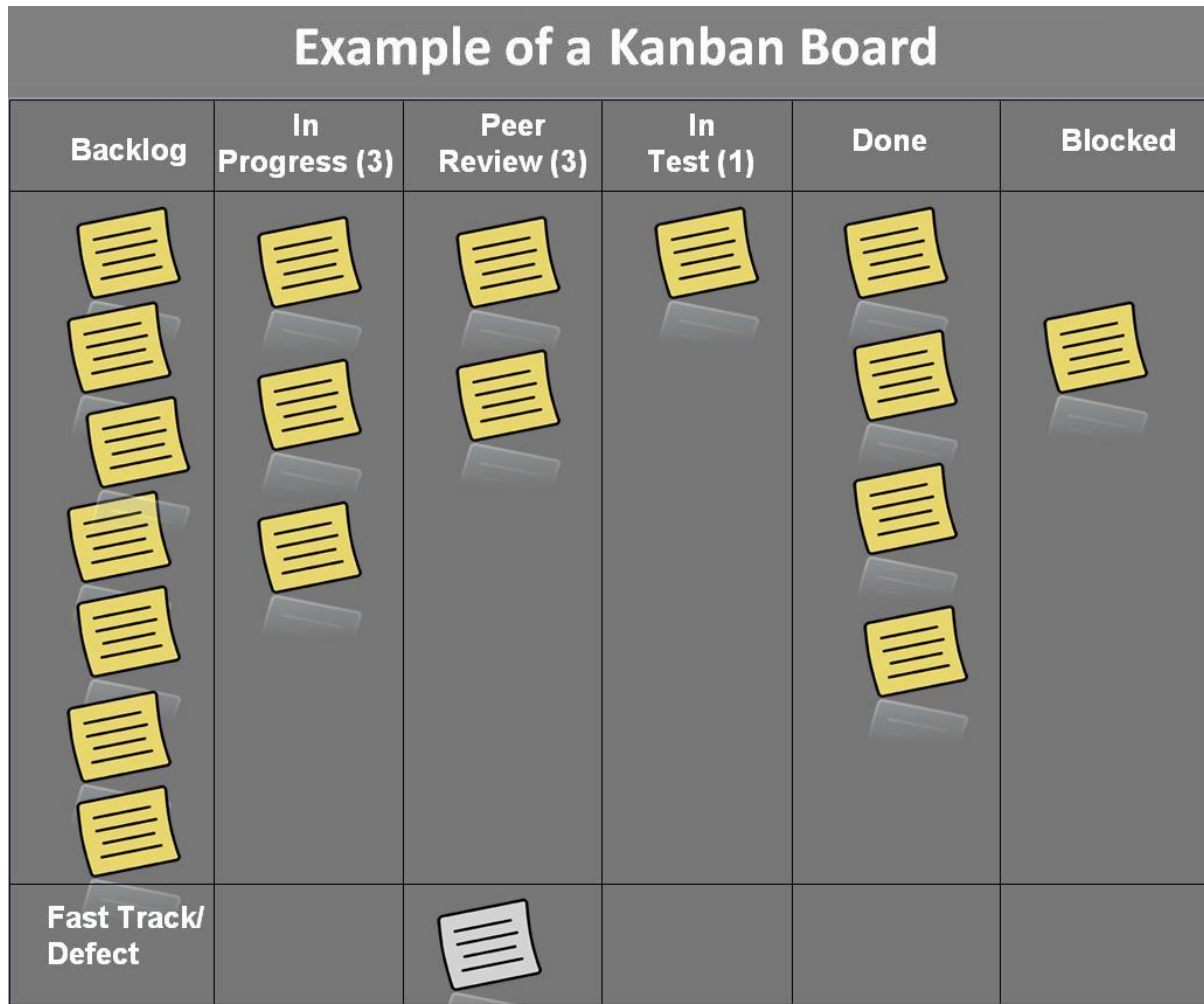 Example of a Kanban Board
Backlog
In
Progress (3)
Peer
Review (3)
In
Test (1)
Done
Blocked
Fast Track/
Defect